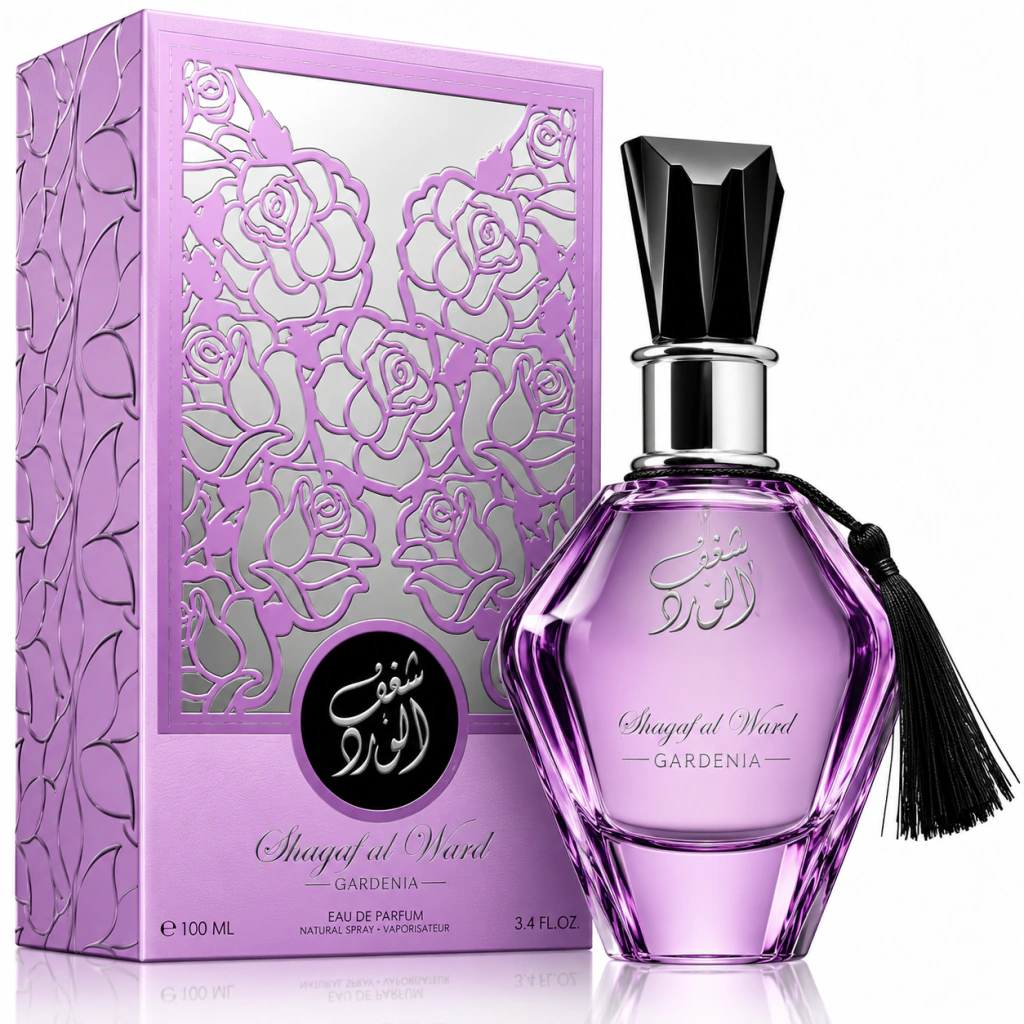 شغف
الورد
Shagaf al Ward
GARDENIA
EAU DE PARFUM
NATURAL SPRAY • VAPORISATEUR
℮ 100 ML
3.4 FL.OZ.
شغف
الورد
Shagaf al Ward
GARDENIA